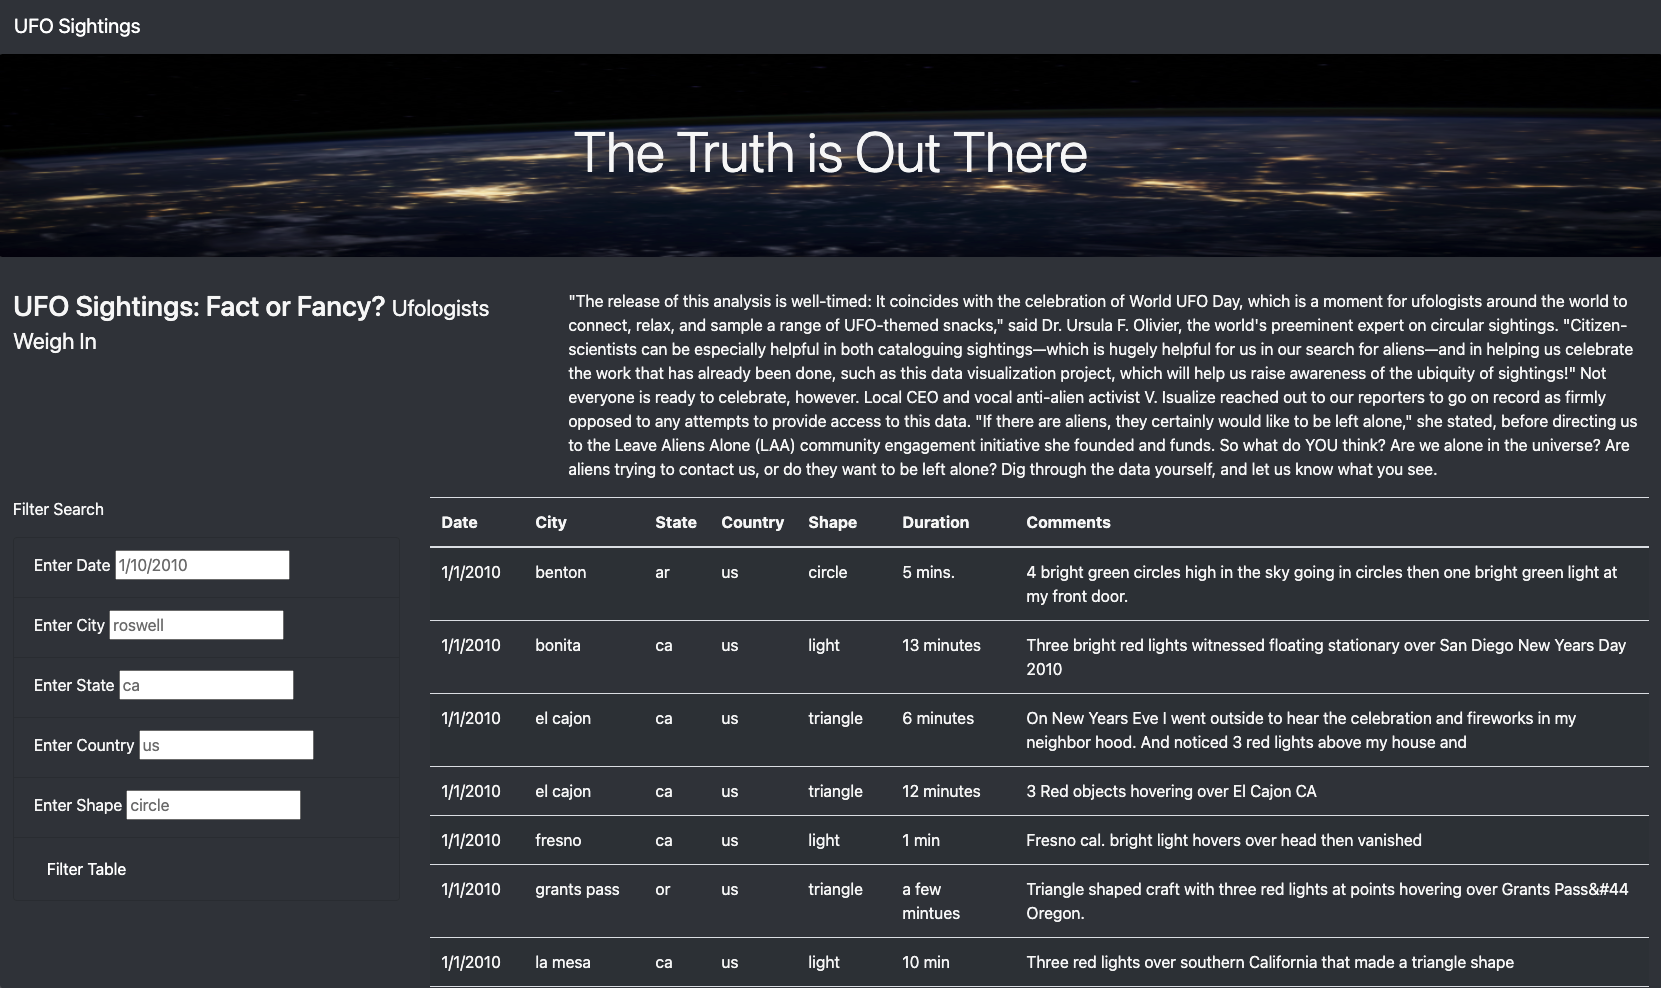 UFO Sightings
The Truth is Out There
UFO Sightings: Fact or Fancy? Ufologists
Weigh In
"The release of this analysis is well-timed: It coincides with the celebration of World UFO Day, which is a moment for ufologists around the world to
connect, relax, and sample a range of UFO-themed snacks," said Dr. Ursula F. Olivier, the world's preeminent expert on circular sightings. "Citizen-
scientists can be especially helpful in both cataloguing sightings—which is hugely helpful for us in our search for aliens—and in helping us celebrate
the work that has already been done, such as this data visualization project, which will help us raise awareness of the ubiquity of sightings!" Not
everyone is ready to celebrate, however. Local CEO and vocal anti-alien activist V. Isualize reached out to our reporters to go on record as firmly
opposed to any attempts to provide access to this data. "If there are aliens, they certainly would like to be left alone," she stated, before directing us
to the Leave Aliens Alone (LAA) community engagement initiative she founded and funds. So what do YOU think? Are we alone in the universe? Are
aliens trying to contact us, or do they want to be left alone? Dig through the data yourself, and let us know what you see.
Filter Search
Enter Date 1/10/2010
Enter City roswell
Enter State ca
Enter Country us
Enter Shape circle
Filter Table
Date City State Country Shape Duration Comments
1/1/2010 benton ar us circle 5 mins. 4 bright green circles high in the sky going in circles then one bright green light at
my front door.
1/1/2010 bonita ca us light 13 minutes Three bright red lights witnessed floating stationary over San Diego New Years Day
2010
1/1/2010 el cajon ca us triangle 6 minutes On New Years Eve I went outside to hear the celebration and fireworks in my
neighbor hood. And noticed 3 red lights above my house and
1/1/2010 el cajon ca us triangle 12 minutes 3 Red objects hovering over El Cajon CA
1/1/2010 fresno ca us light 1 min Fresno cal. bright light hovers over head then vanished
1/1/2010 grants pass or us triangle a few Triangle shaped craft with three red lights at points hovering over Grants Pass&#44
mintues Oregon.
1/1/2010 la mesa ca us light 10 min Three red lights over southern California that made a triangle shape